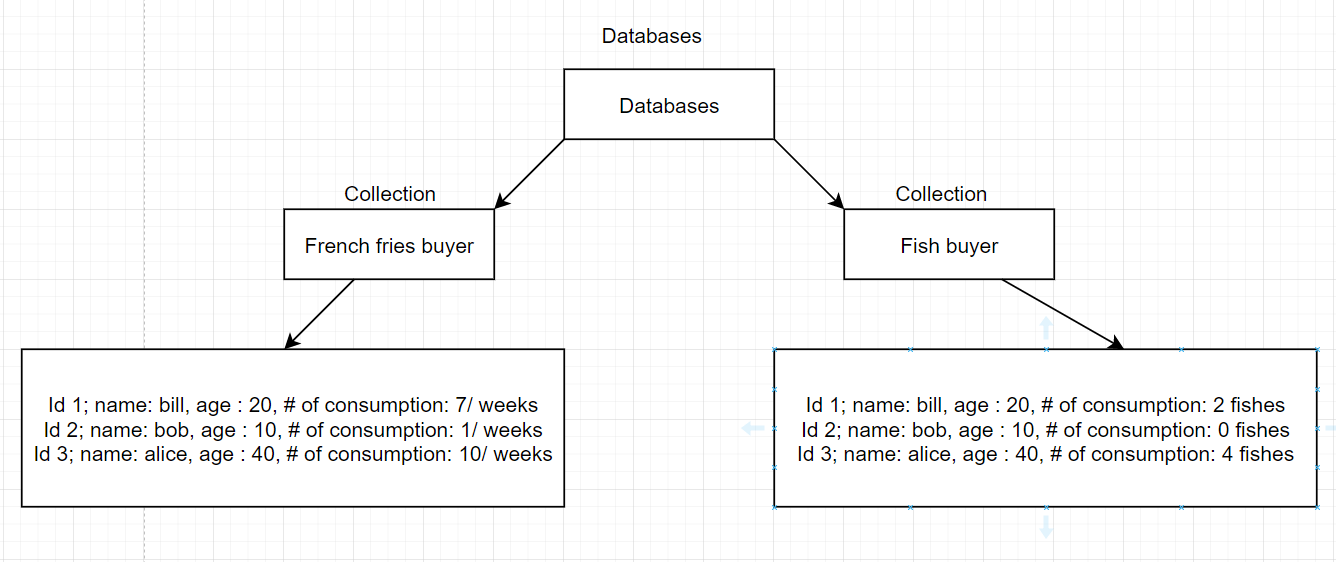 Databases
Databases
Collection
Collection
French fries buyer
Fish buyer
Id 1; name: bill, age : 20, # of consumption: 7/ weeks
Id 2; name: bob, age : 10, # of consumption: 1/ weeks
Id 3; name: alice, age : 40, # of consumption: 10/ weeks
Id 1; name: bill, age : 20, # of consumption: 2 fishes
Id 2; name: bob, age : 10, # of consumption: 0 fishes
Id 3; name: alice, age : 40, # of consumption: 4 fishes